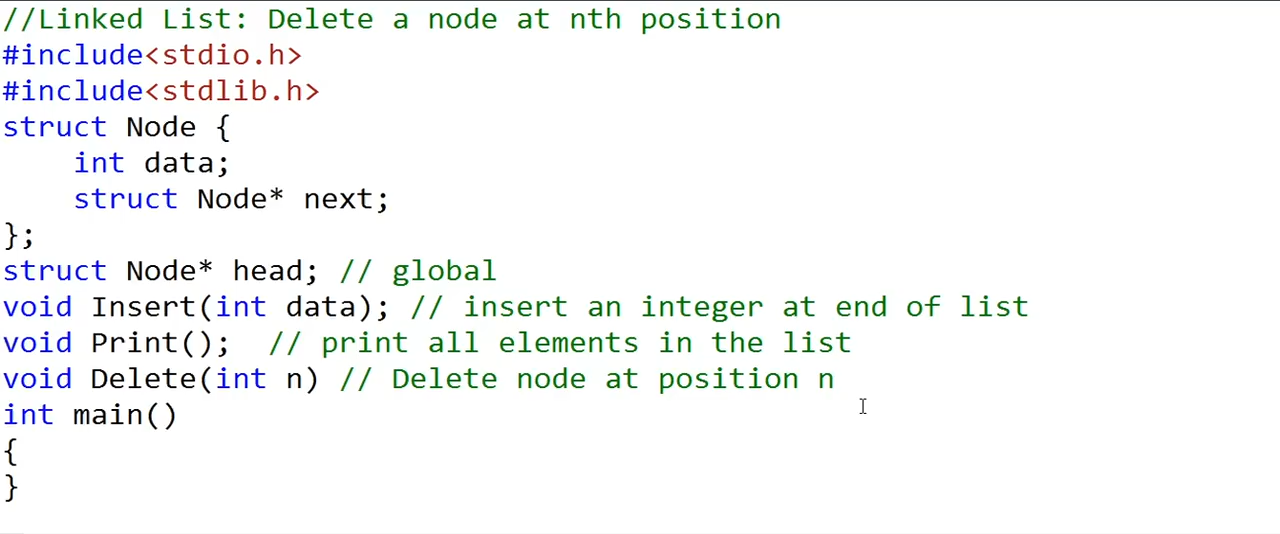 //Linked List: Delete a node at nth position
#include<stdio.h>
#include<stdlib.h>
struct Node {
    int data;
    struct Node* next;
};
struct Node* head; // global
void Insert(int data); // insert an integer at end of list
void Print();  // print all elements in the list
void Delete(int n) // Delete node at position n
int main()
{
}